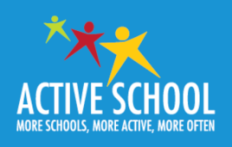 ACTIVE SCHOOL
MORE SCHOOLS, MORE ACTIVE, MORE OFTEN